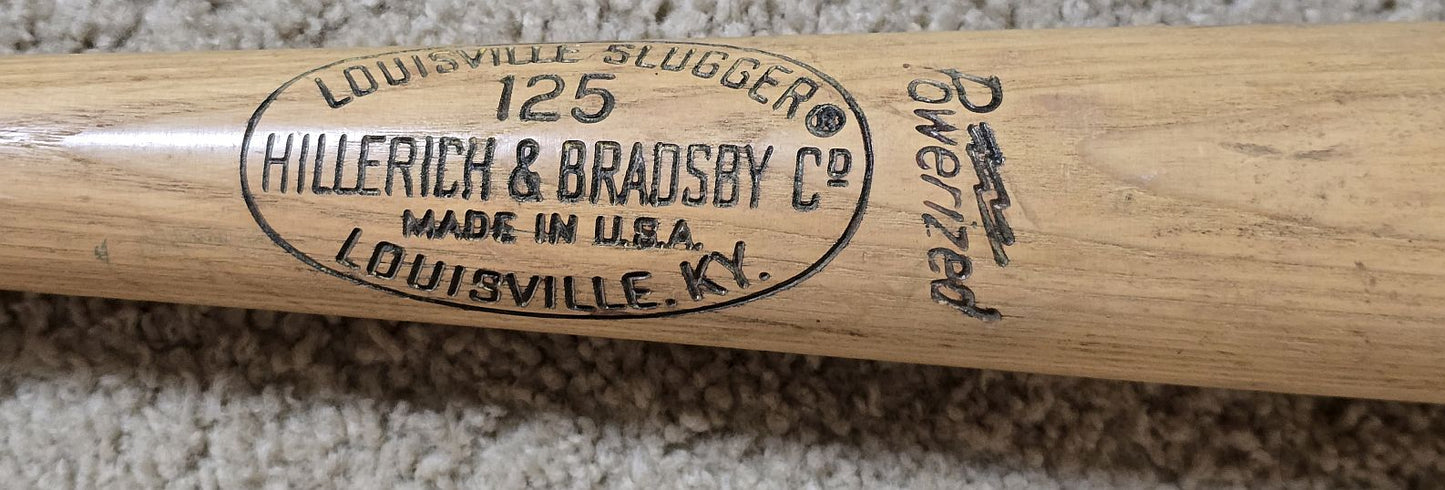 LOUISVILLE SLUGGER®
125
HILLERICH & BRADSBY Cº
MADE IN U.S.A.
LOUISVILLE. KY.
Powerized